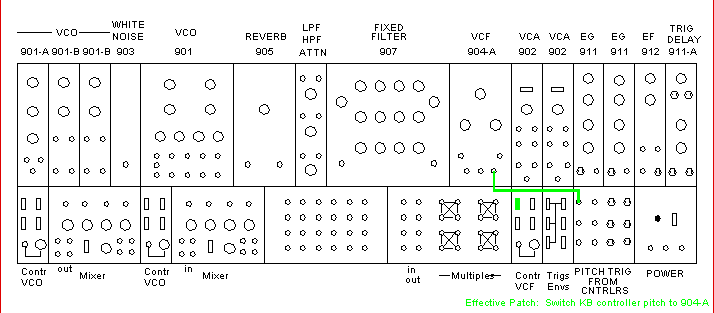 WHITE
NOISE
903
VCO
901-A 901-B 901-B
VCO
901
REVERB
905
LPF
HPF
ATTN
FIXED
FILTER
907
VCF
904-A
VCA
902
VCA
902
EG
911
EG
911
EF
912
TRIG
DELAY
911-A
Contr
VCO
out
Mixer
Contr
VCO
in
Mixer
in
out
Multiples
Contr
VCF
Trigs
Envs
PITCH TRIG
FROM
CNTRLRS
POWER
Effective Patch: Switch KB controller pitch to 904-A